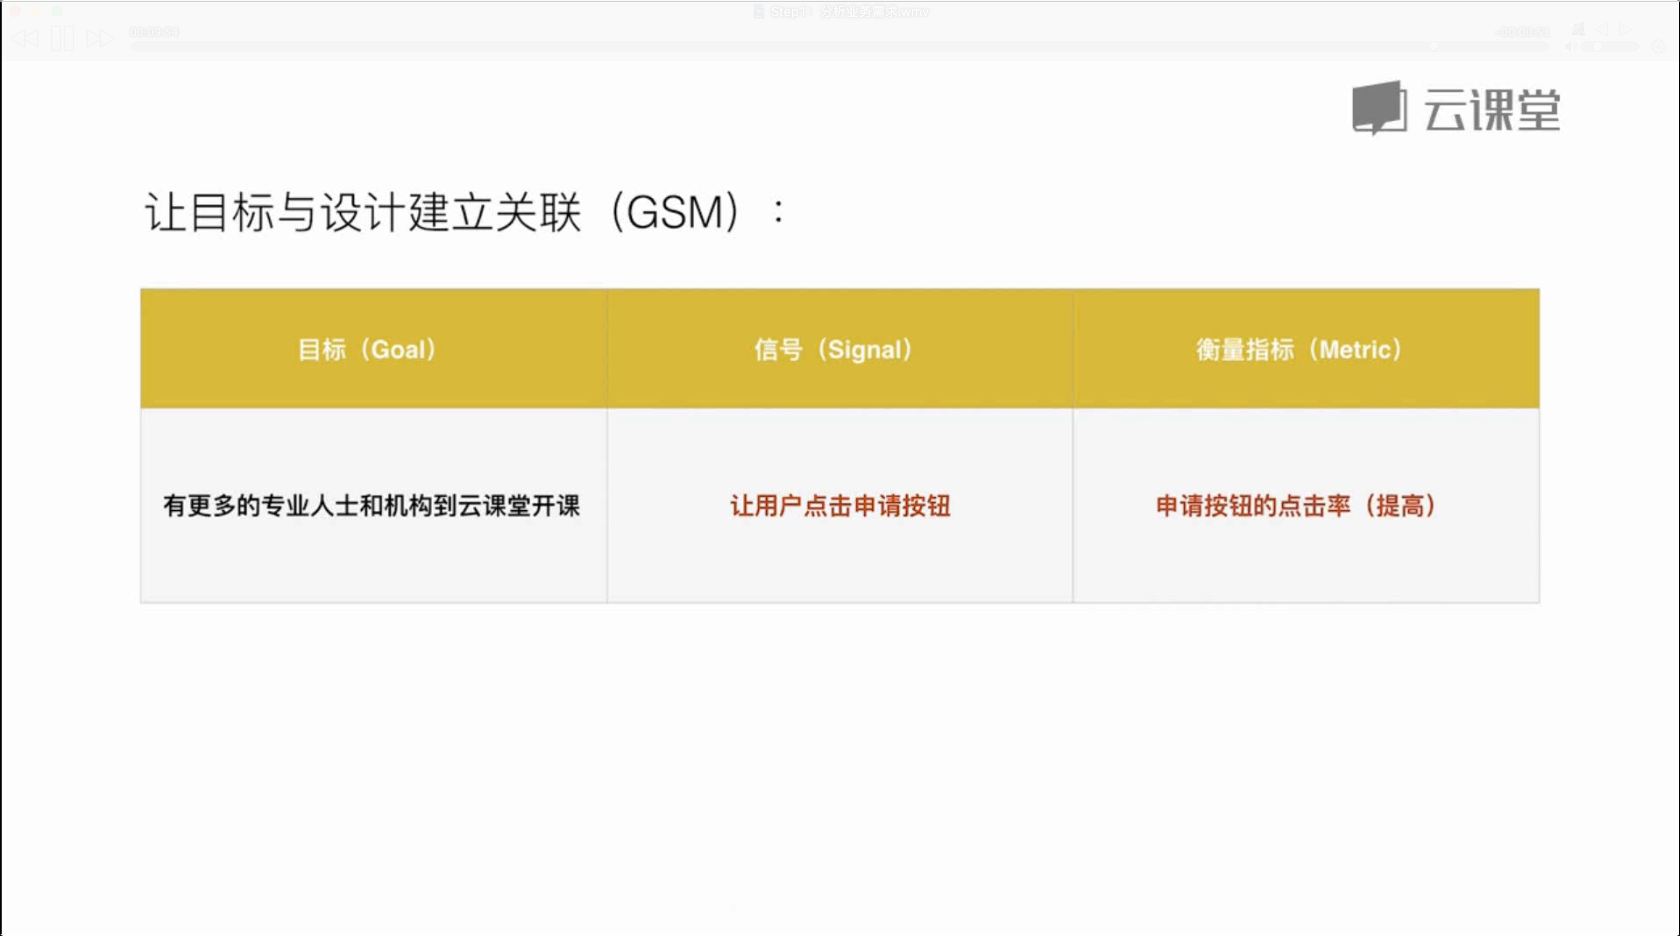 Step1：分析业务需求.wmv
云课堂
让目标与设计建立关联（GSM）：
目标（Goal）
信号（Signal）
衡量指标（Metric）
有更多的专业人士和机构到云课堂开课
让用户点击申请按钮
申请按钮的点击率（提高）